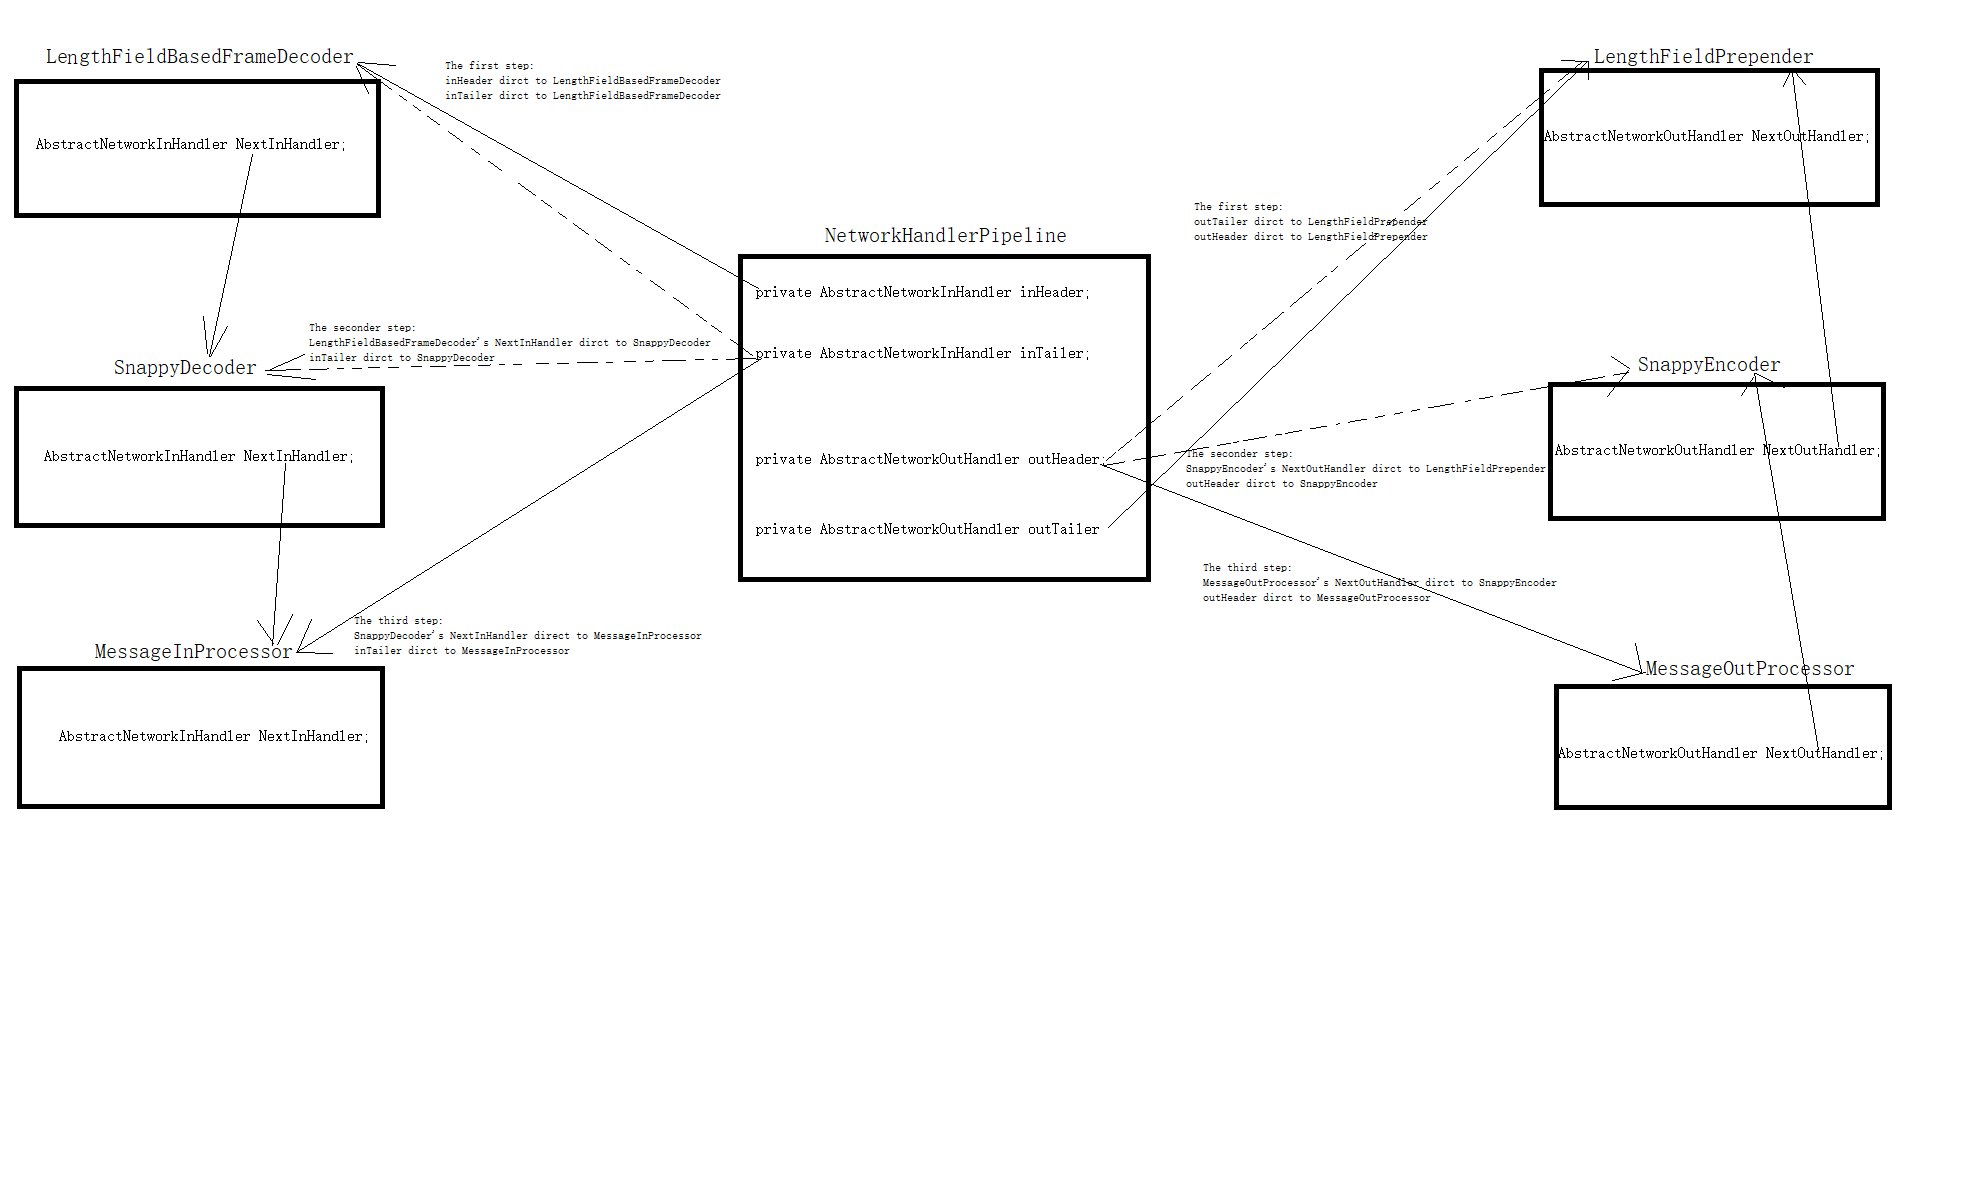 LengthFieldBasedFrameDecoder
AbstractNetworkInHandler NextInHandler;
The first step:
inHeader dirct to LengthFieldBasedFrameDecoder
inTailer dirct to LengthFieldBasedFrameDecoder
SnappyDecoder
AbstractNetworkInHandler NextInHandler;
The seconder step:
LengthFieldBasedFrameDecoder's NextInHandler dirct to SnappyDecoder
inTailer dirct to SnappyDecoder
MessageInProcessor
AbstractNetworkInHandler NextInHandler;
The third step:
SnappyDecoder's NextInHandler direct to MessageInProcessor
inTailer dirct to MessageInProcessor
NetworkHandlerPipeline
private AbstractNetworkInHandler inHeader;
private AbstractNetworkInHandler inTailer;
private AbstractNetworkOutHandler outHeader;
private AbstractNetworkOutHandler outTailer
The first step:
outTailer dirct to LengthFieldPrepender
outHeader dirct to LengthFieldPrepender
LengthFieldPrepender
AbstractNetworkOutHandler NextOutHandler;
The seconder step:
SnappyEncoder's NextOutHandler dirct to LengthFieldPrepender
outHeader dirct to SnappyEncoder
SnappyEncoder
AbstractNetworkOutHandler NextOutHandler;
The third step:
MessageOutProcessor's NextOutHandler dirct to SnappyEncoder
outHeader dirct to MessageOutProcessor
MessageOutProcessor
AbstractNetworkOutHandler NextOutHandler;